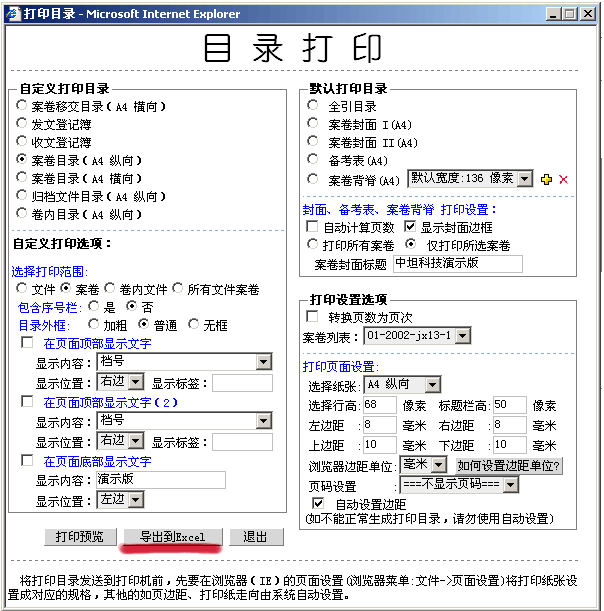 打印目录 - Microsoft Internet Explorer
目录打印
自定义打印目录
案卷移交目录(A4 横向)
发文登记簿
收文登记簿
案卷目录(A4 纵向)
案卷目录(A4 横向)
归档文件目录(A4 纵向)
卷内目录(A4 纵向)
自定义打印选项：
选择打印范围:
文件 案卷 卷内文件 所有文件案卷
包含序号栏: 是 否
目录外框: 加粗 普通 无框
在页面顶部显示文字
显示内容：档号
显示位置：右边 显示标签：
在页面顶部显示文字(2)
显示内容：档号
显示位置：右边 显示标签：
在页面底部显示文字
显示内容：演示版
显示位置：左边
默认打印目录
全引目录
案卷封面 I(A4)
案卷封面 II(A4)
备考表(A4)
案卷背脊(A4) 默认宽度:136 像素
封面、备考表、案卷背脊 打印设置：
自动计算页数 显示封面边框
打印所有案卷 仅打印所选案卷
案卷封面标题 中坦科技演示版
打印设置选项
转换页数为页次
案卷列表：01-2002-jx13-1
打印页面设置:
选择纸张：A4 纵向
选择行高：68 像素 标题栏高：50 像素
左边距：8 毫米 右边距：8 毫米
上边距：10 毫米 下边距：10 毫米
浏览器边距单位：毫米 如何设置边距单位?
页码设置 ：===不显示页码===
自动设置边距
(如不能正常生成打印目录，请勿使用自动设置)
打印预览 导出到Excel 退出
将打印目录发送到打印机前，先要在浏览器(IE)的页面设置(浏览器菜单:文件->页面设置)将打印纸张设
置成对应的规格，其他的如页边距、打印纸走向由系统自动设置。